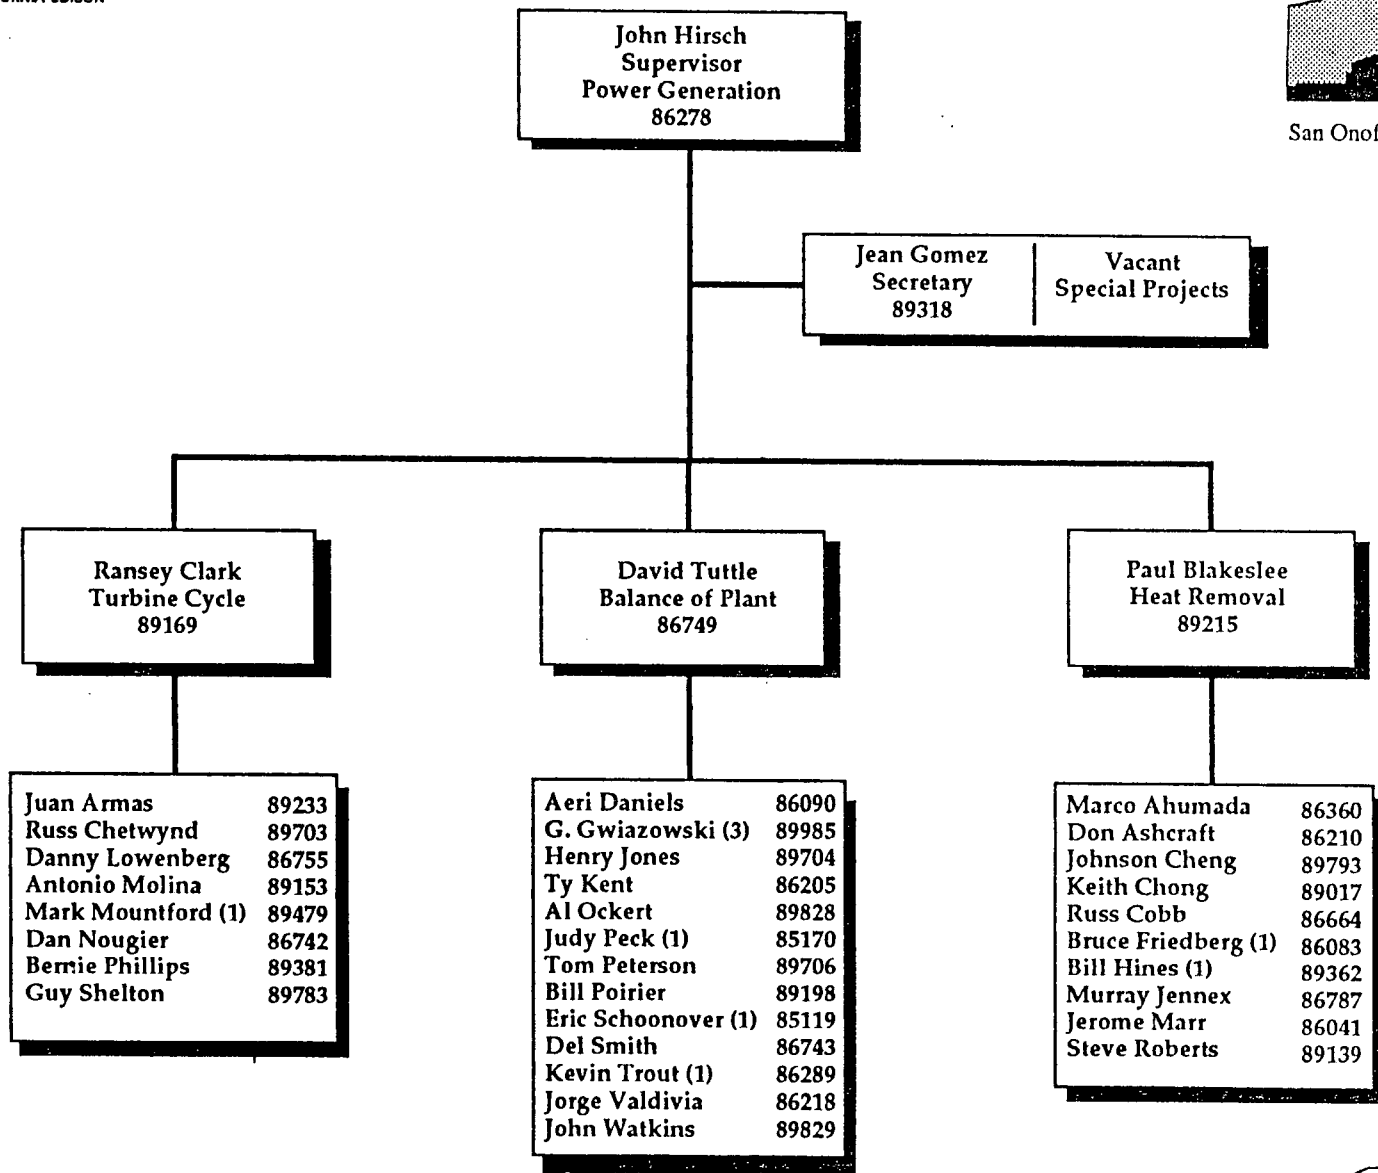 John Hirsch
Supervisor
Power Generation
86278
San Onof
Jean Gomez
Secretary
89318
Vacant
Special Projects
Ransey Clark
Turbine Cycle
89169
David Tuttle
Balance of Plant
86749
Paul Blakeslee
Heat Removal
89215
Juan Armas 89233
Russ Chetwynd 89703
Danny Lowenberg 86755
Antonio Molina 89153
Mark Mountford (1) 89479
Dan Nougier 86742
Bernie Phillips 89381
Guy Shelton 89783
Aeri Daniels 86090
G. Gwiazowski (3) 89985
Henry Jones 89704
Ty Kent 86205
Al Ockert 89828
Judy Peck (1) 85170
Tom Peterson 89706
Bill Poirier 89198
Eric Schoonover (1) 85119
Del Smith 86743
Kevin Trout (1) 86289
Jorge Valdivia 86218
John Watkins 89829
Marco Ahumada 86360
Don Ashcraft 86210
Johnson Cheng 89793
Keith Chong 89017
Russ Cobb 86664
Bruce Friedberg (1) 86083
Bill Hines (1) 89362
Murray Jennex 86787
Jerome Marr 86041
Steve Roberts 89139